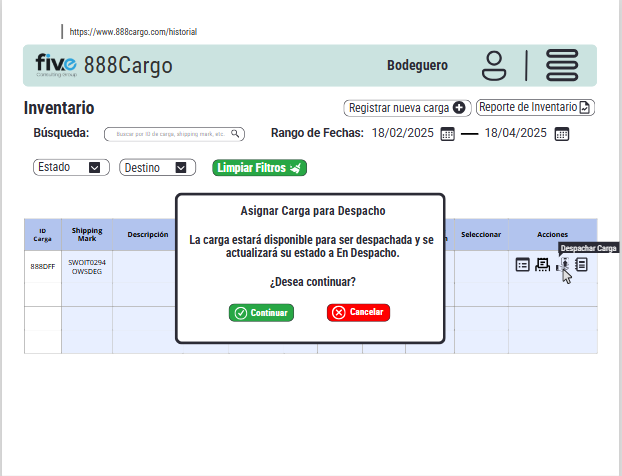 https://www.888cargo.com/historial
five
Consulting Group
888Cargo
Bodeguero
Inventario
Registrar nueva carga
Reporte de Inventario
Búsqueda:
Buscar por ID de carga, shipping mark, etc.
Rango de Fechas:
18/02/2025
18/04/2025
Estado
Destino
Limpiar Filtros
Asignar Carga para Despacho
La carga estará disponible para ser despachada y se
actualizará su estado a En Despacho.
¿Desea continuar?
Continuar
Cancelar
ID
Carga
Shipping
Mark
Descripción
Seleccionar
Acciones
Despachar Carga
888DFF
SWOIT0294
OWSDEG